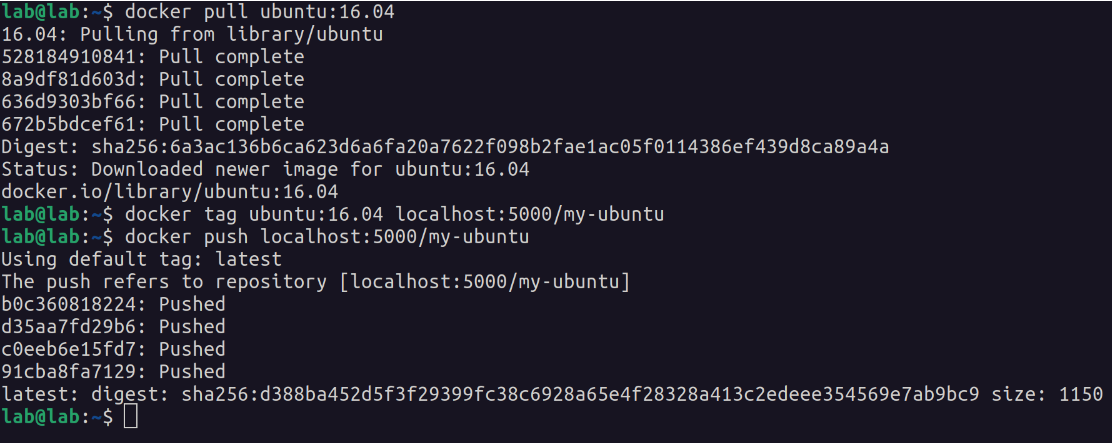 lab@lab:~$ docker pull ubuntu:16.04
16.04: Pulling from library/ubuntu
528184910841: Pull complete
8a9df81d603d: Pull complete
636d9303bf66: Pull complete
672b5bdcef61: Pull complete
Digest: sha256:6a3ac136b6ca623d6a6fa20a7622f098b2fae1ac05f0114386ef439d8ca89a4a
Status: Downloaded newer image for ubuntu:16.04
docker.io/library/ubuntu:16.04
lab@lab:~$ docker tag ubuntu:16.04 localhost:5000/my-ubuntu
lab@lab:~$ docker push localhost:5000/my-ubuntu
Using default tag: latest
The push refers to repository [localhost:5000/my-ubuntu]
b0c360818224: Pushed
d35aa7fd29b6: Pushed
c0eeb6e15fd7: Pushed
91cba8fa7129: Pushed
latest: digest: sha256:d388ba452d5f3f29399fc38c6928a65e4f28328a413c2edeee354569e7ab9bc9 size: 1150
lab@lab:~$